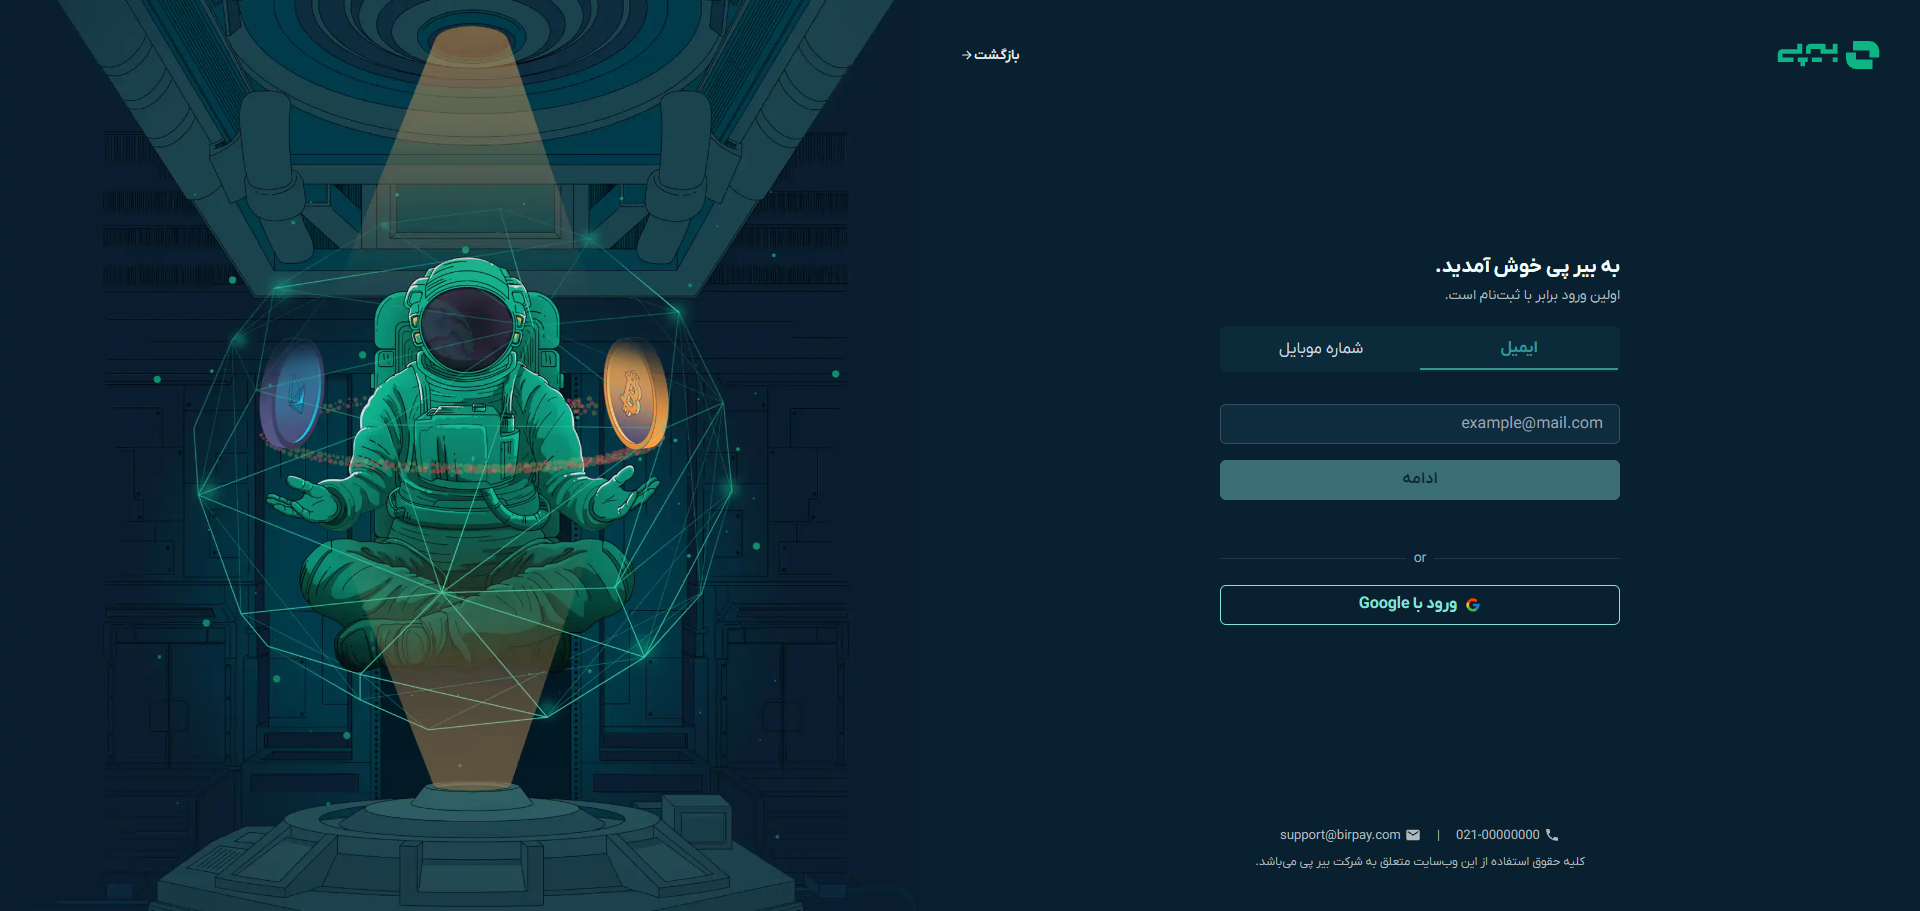 بیرپی
بازگشت
به بیر پی خوش آمدید.
اولین ورود برابر با ثبت‌نام است.
ایمیل
شماره موبایل
example@mail.com
ادامه
or
ورود با Google
021-00000000 | support@birpay.com
کلیه حقوق استفاده از این وب‌سایت متعلق به شرکت بیر پی می‌باشد.